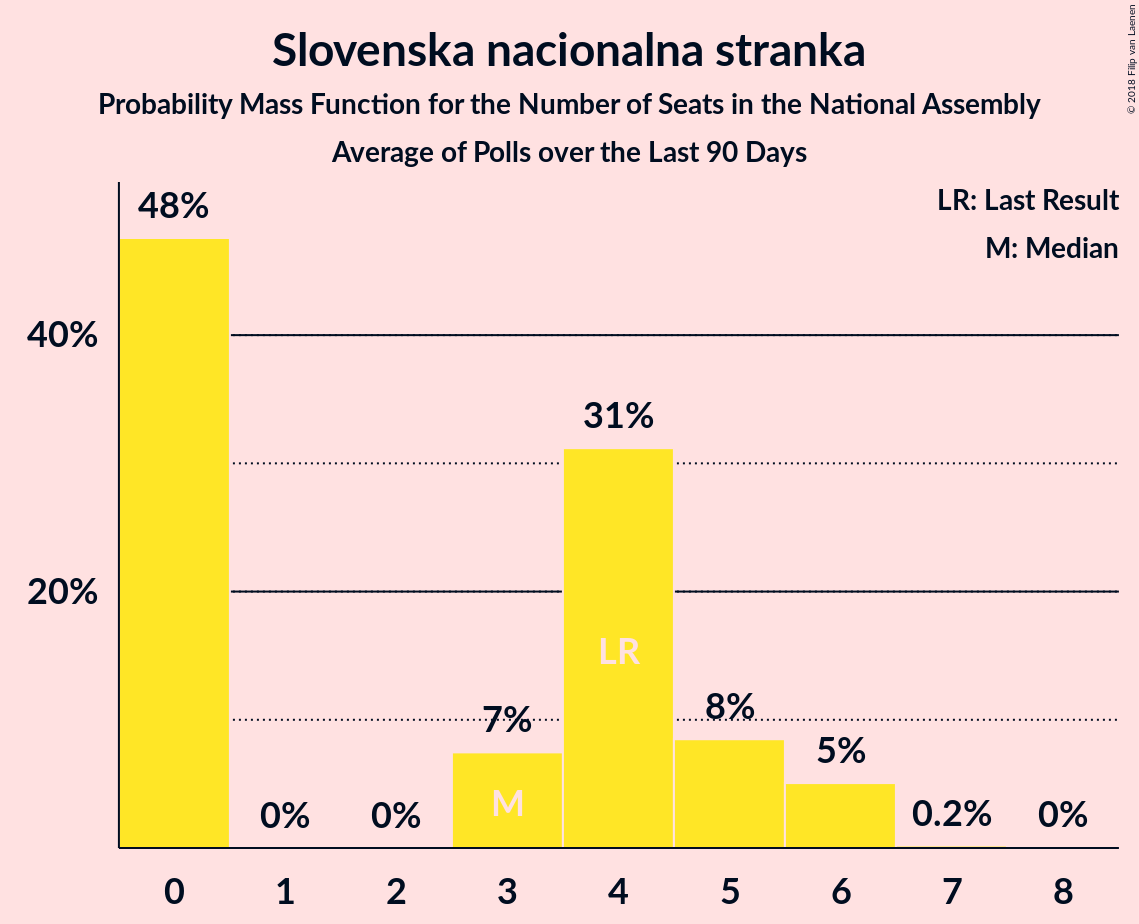 Slovenska nacionalna stranka
Probability Mass Function for the Number of Seats in the National Assembly
Average of Polls over the Last 90 Days
© 2018 Filip van Laenen
LR: Last Result
M: Median
48%
40%
31%
20%
LR
7%
8%
5%
M
0%
0%
0.2%
0%
0 1 2 3 4 5 6 7 8